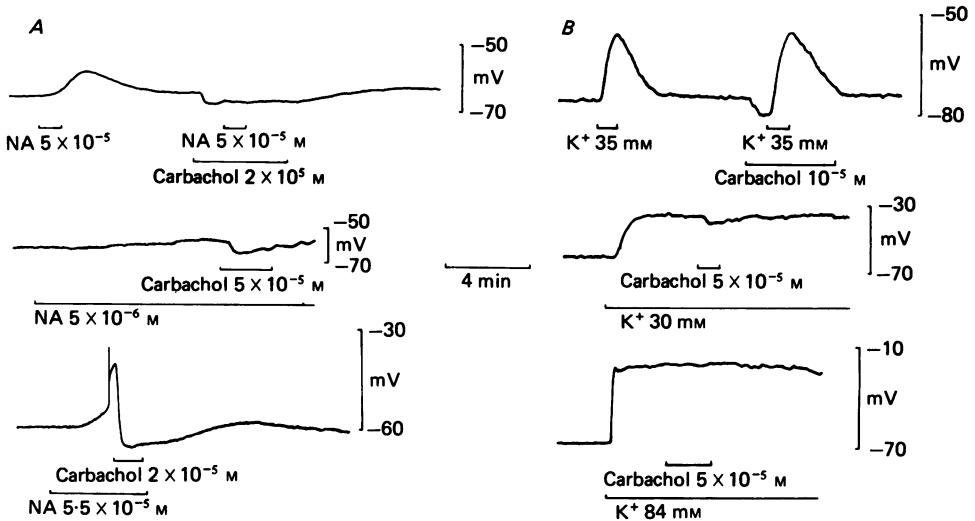 A
−50
mV
−70
NA 5 × 10⁻⁵
NA 5 × 10⁻⁵ M
Carbachol 2 × 10⁵ M
−50
mV
−70
Carbachol 5 × 10⁻⁵ M
NA 5 × 10⁻⁶ M
−30
mV
−60
Carbachol 2 × 10⁻⁵ M
NA 5·5 × 10⁻⁵ M
4 min
B
−50
mV
−80
K⁺ 35 mM
K⁺ 35 mM
Carbachol 10⁻⁵ M
−30
mV
−70
Carbachol 5 × 10⁻⁵ M
K⁺ 30 mM
−10
mV
−70
Carbachol 5 × 10⁻⁵ M
K⁺ 84 mM